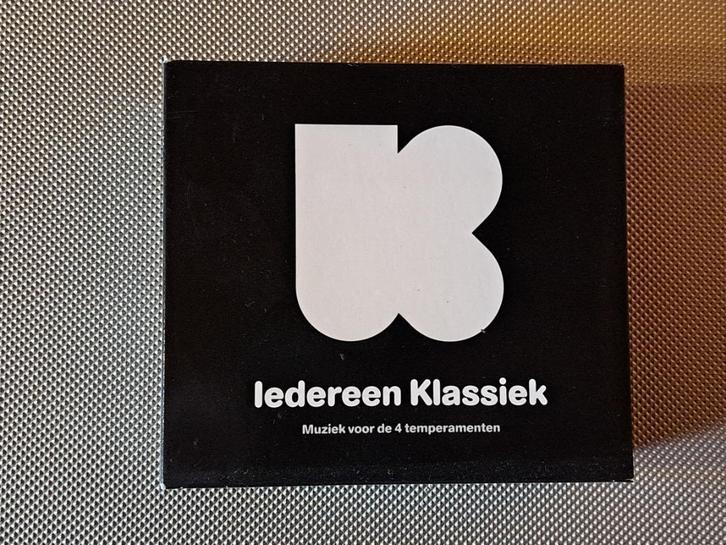 Iedereen Klassiek
Muziek voor de 4 temperamenten